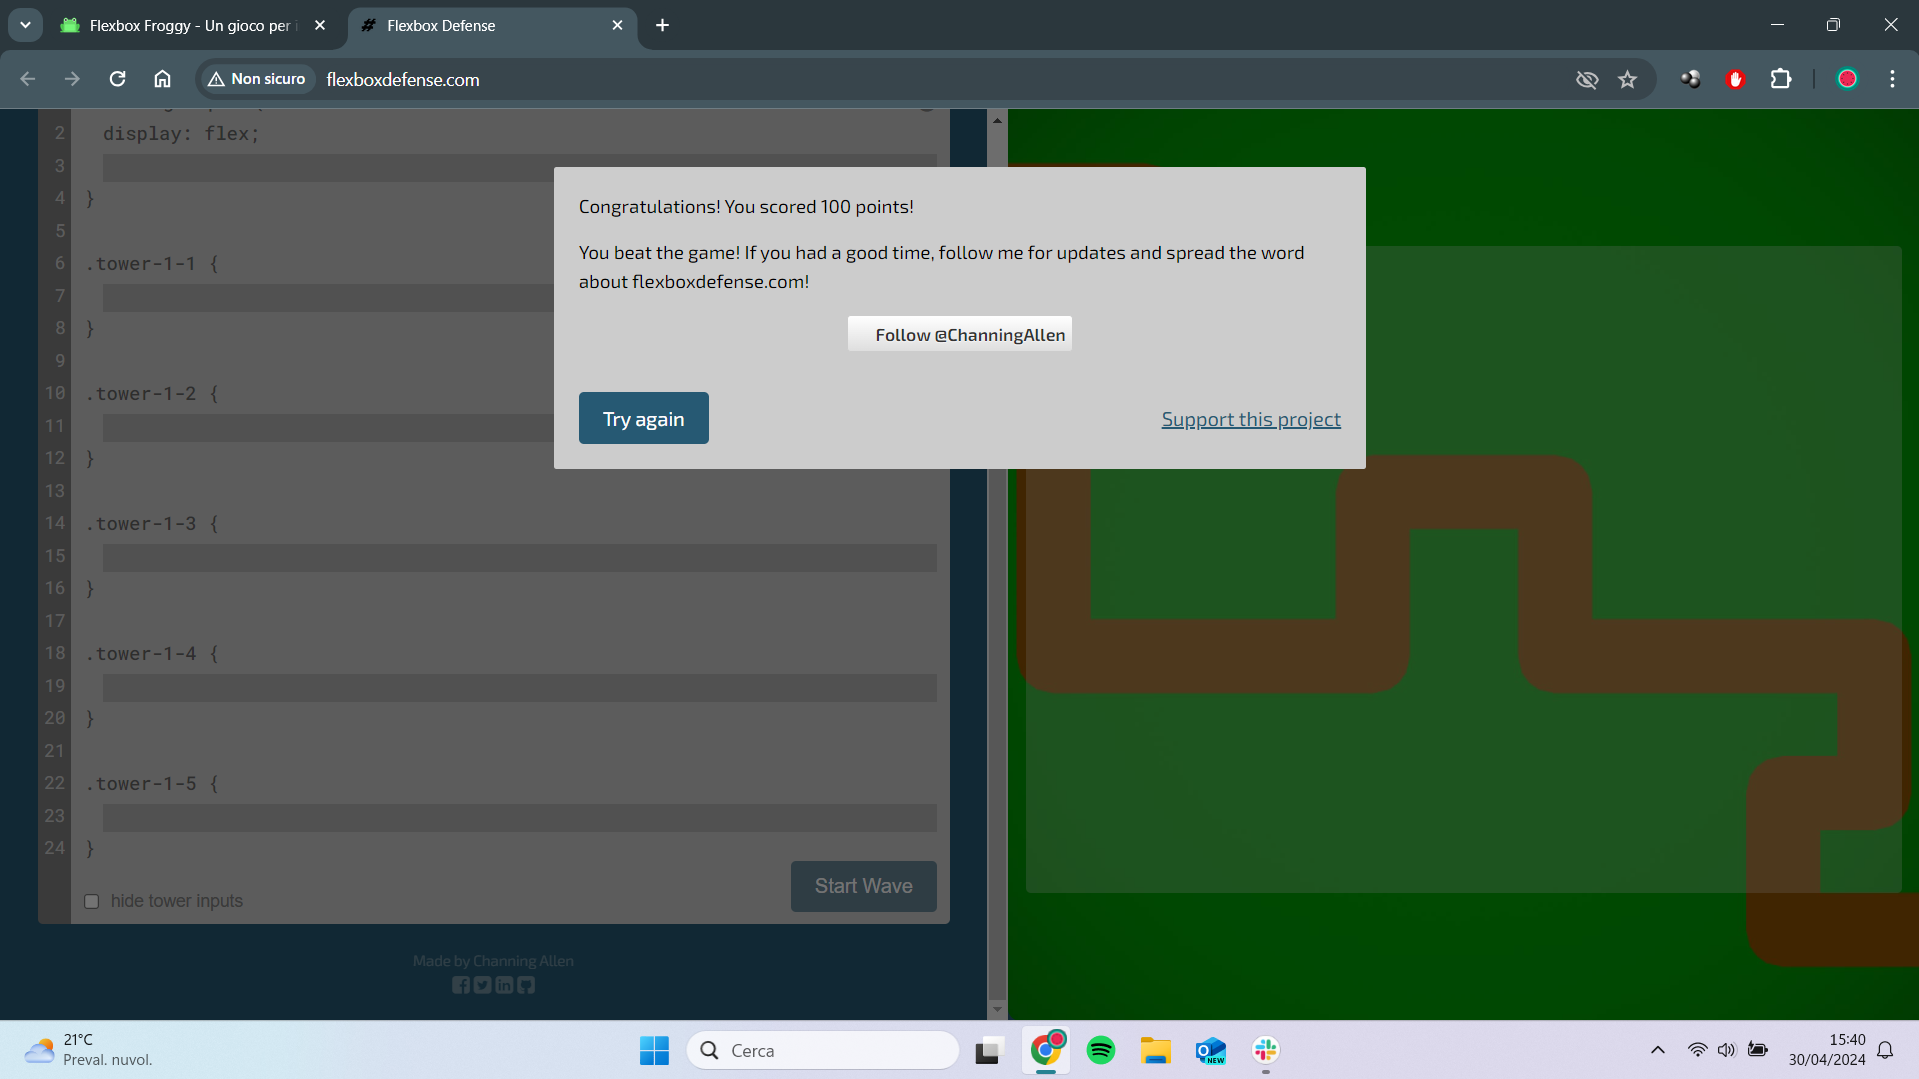 Flexbox Froggy - Un gioco per i
Flexbox Defense
Non sicuro
flexboxdefense.com
2 display: flex;
3
4 }
5
6 .tower-1-1 {
7
8 }
9
10 .tower-1-2 {
11
12 }
13
14 .tower-1-3 {
15
16 }
17
18 .tower-1-4 {
19
20 }
21
22 .tower-1-5 {
23
24 }
hide tower inputs
Start Wave
Made by Channing Allen
Congratulations! You scored 100 points!
You beat the game! If you had a good time, follow me for updates and spread the word
about flexboxdefense.com!
Follow @ChanningAllen
Try again
Support this project
21°C
Preval. nuvol.
Cerca
NEW
15:40
30/04/2024